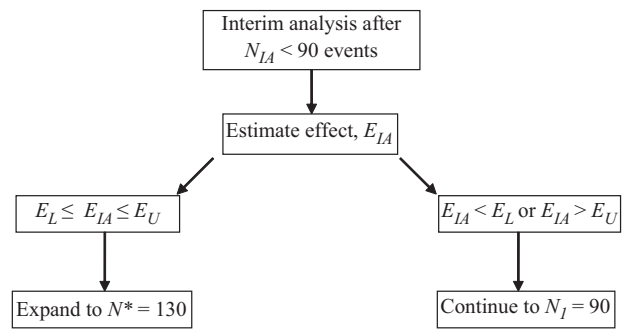 Interim analysis after
N_IA < 90 events
Estimate effect, E_IA
E_L ≤ E_IA ≤ E_U
E_IA < E_L or E_IA > E_U
Expand to N* = 130
Continue to N_I = 90